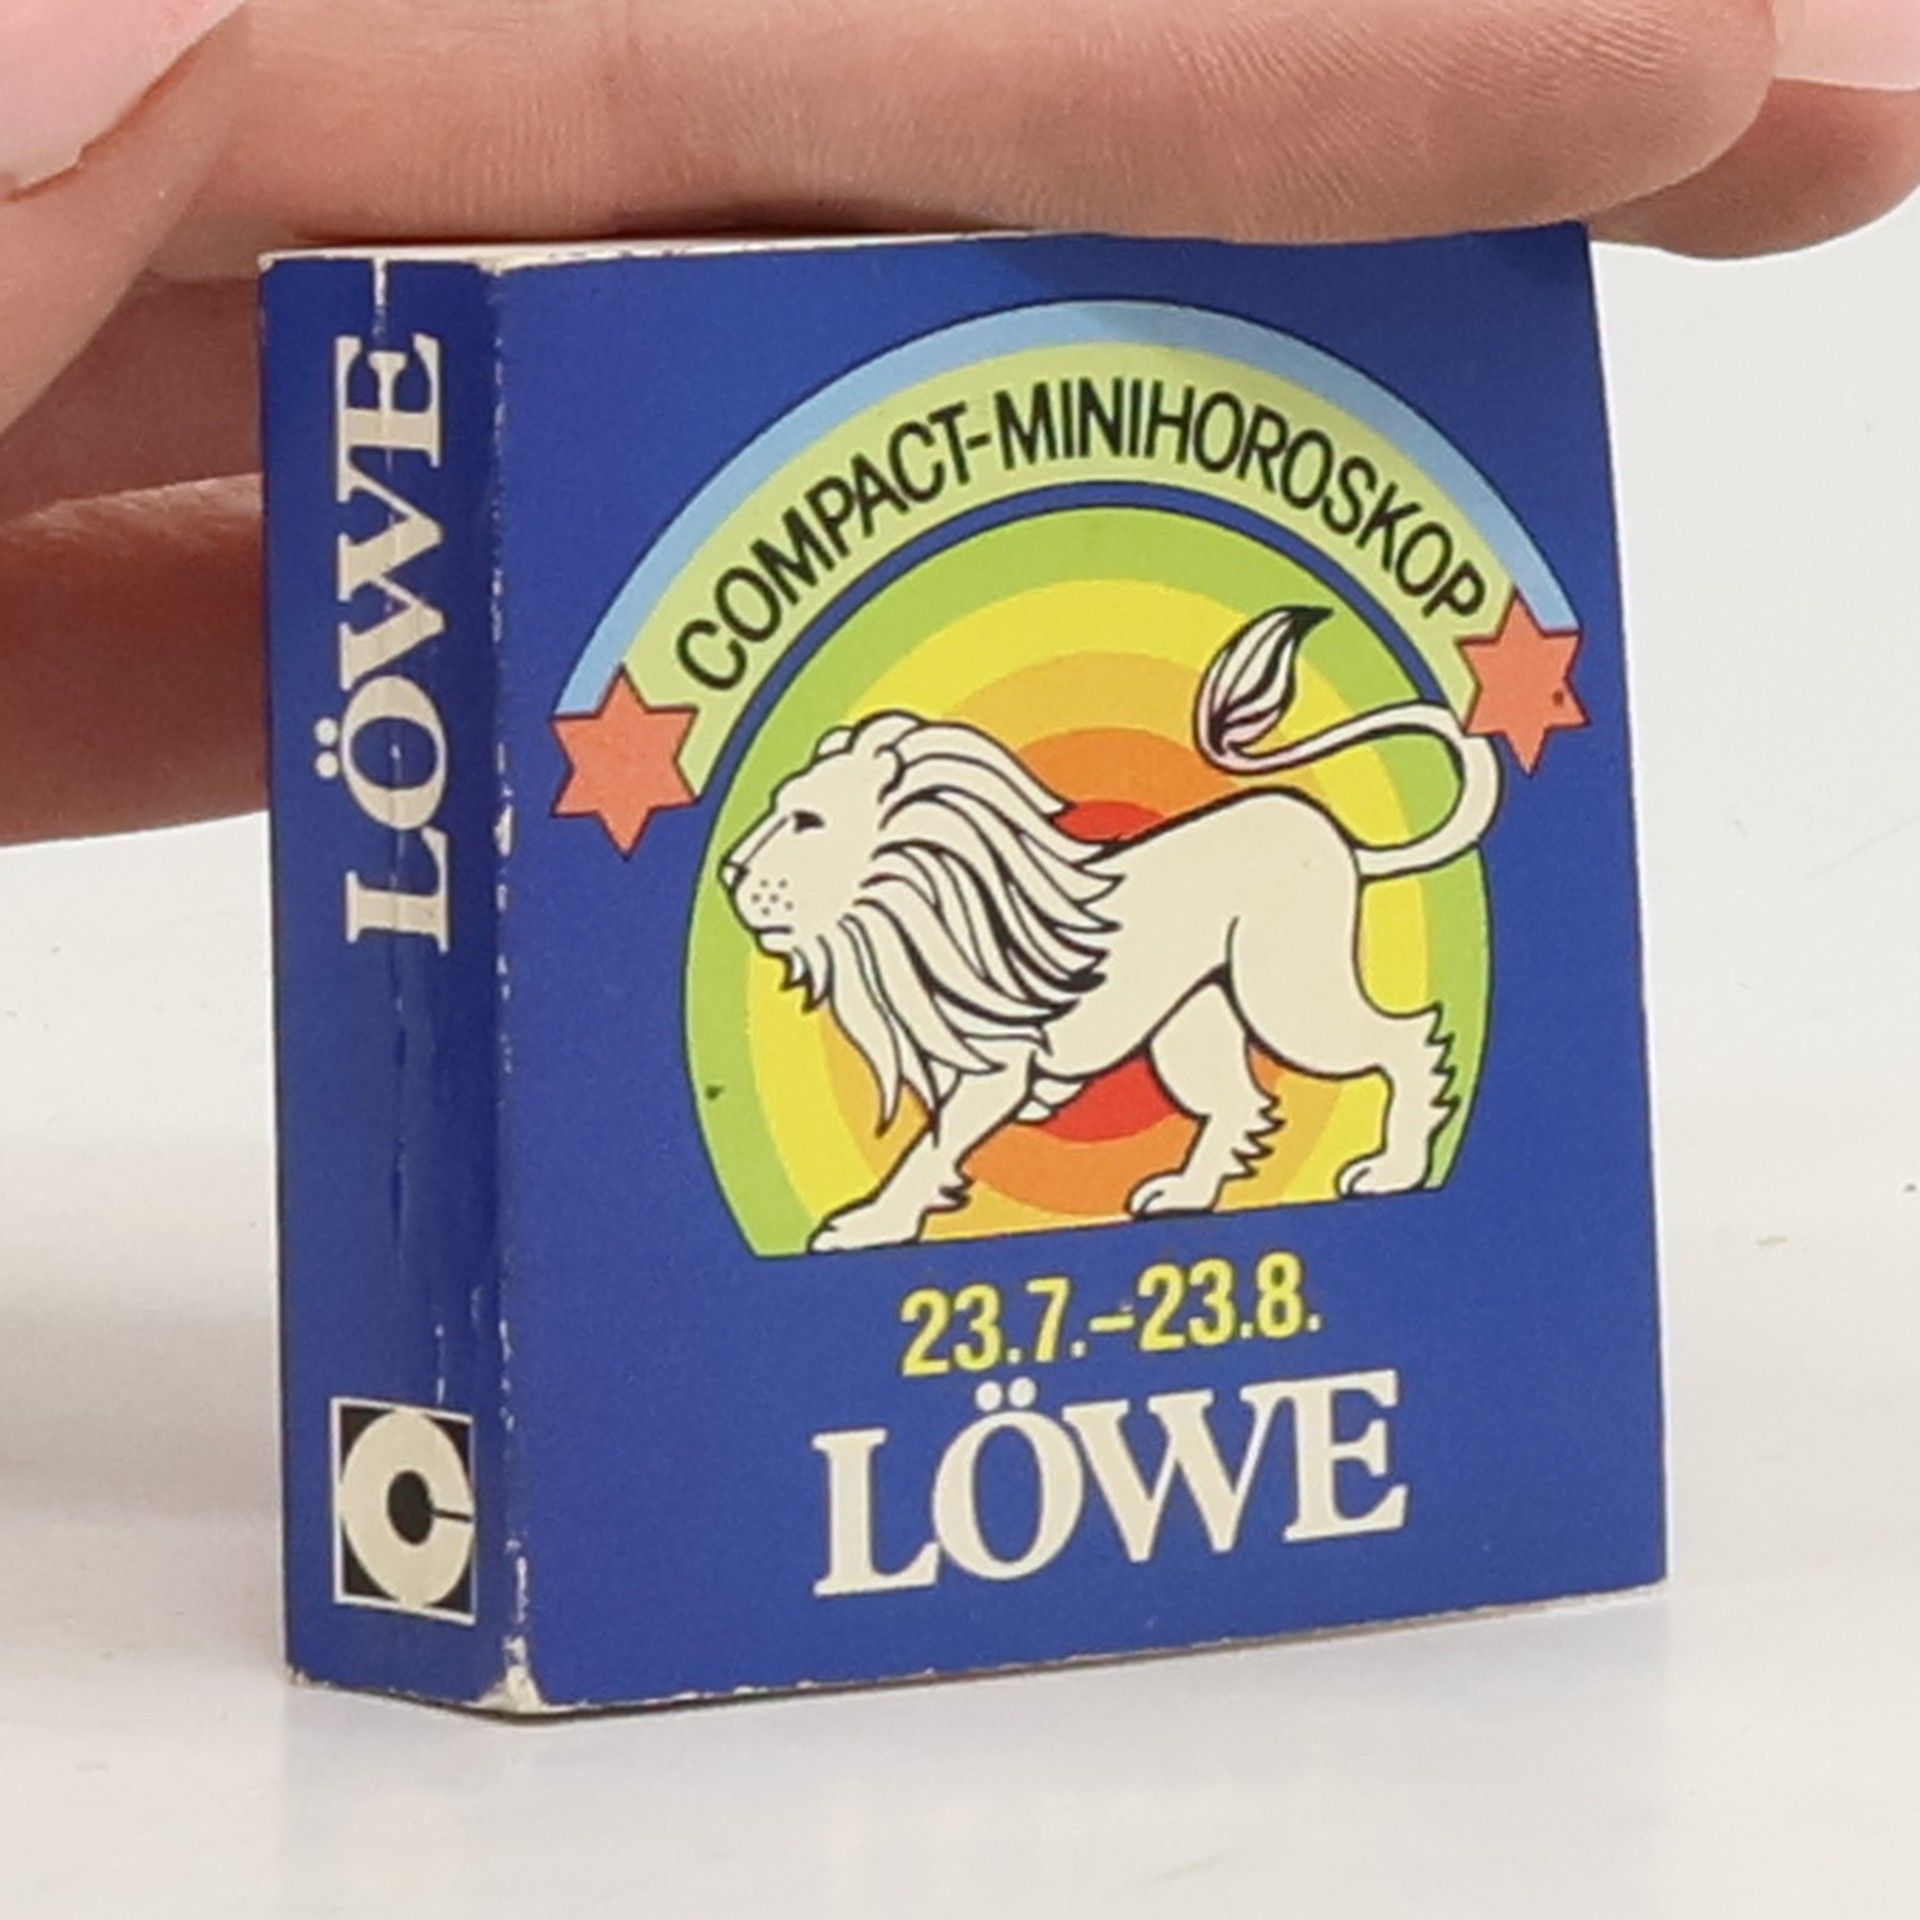 LÖWE
C
COMPACT-MINIHOROSKOP
23.7.-23.8.
LÖWE